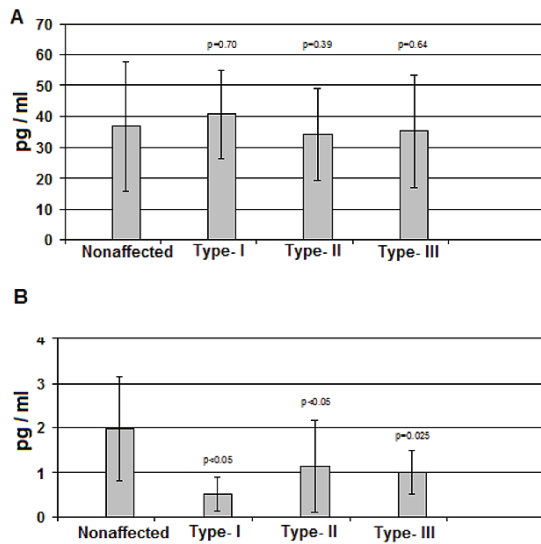 A
70
60
50
40
30
20
10
0
pg / ml
p=0.70 p=0.39 p=0.64
Nonaffected Type- I Type- II Type- III
B
4
3
2
1
0
pg / ml
p<0.05 p<0.05 p=0.025
Nonaffected Type- I Type- II Type- III